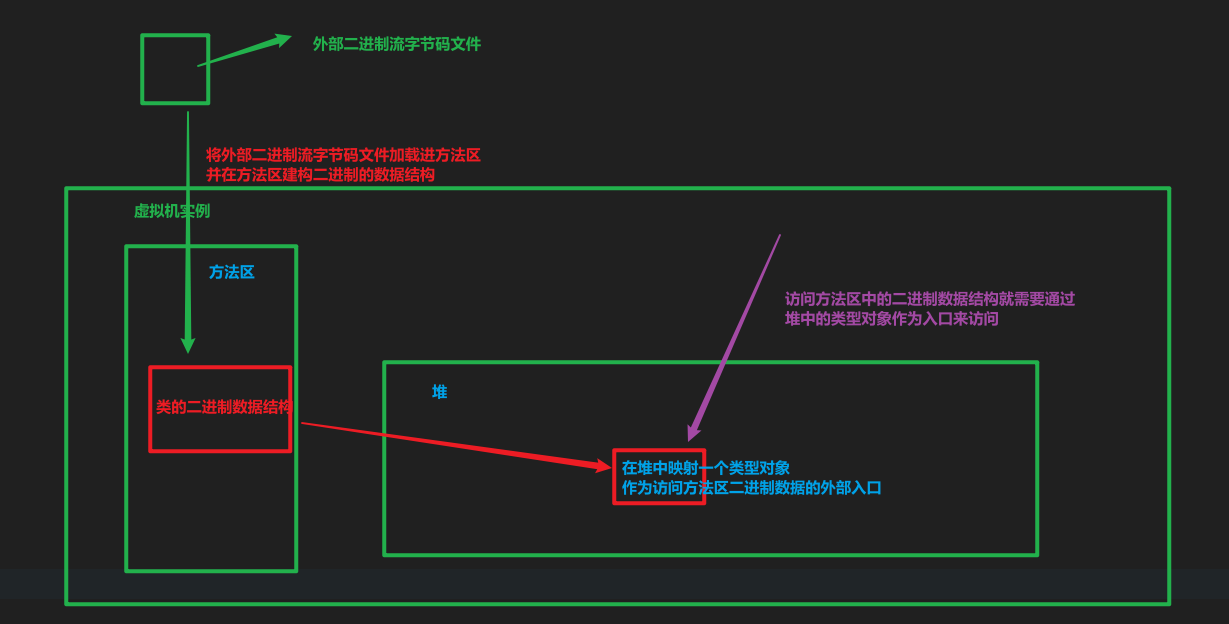 外部二进制流字节码文件
将外部二进制流字节码文件加载进方法区
并在方法区建构二进制的数据结构
虚拟机实例
方法区
访问方法区中的二进制数据结构就需要通过
堆中的类型对象作为入口来访问
堆
类的二进制数据结构
在堆中映射一个类型对象
作为访问方法区二进制数据的外部入口